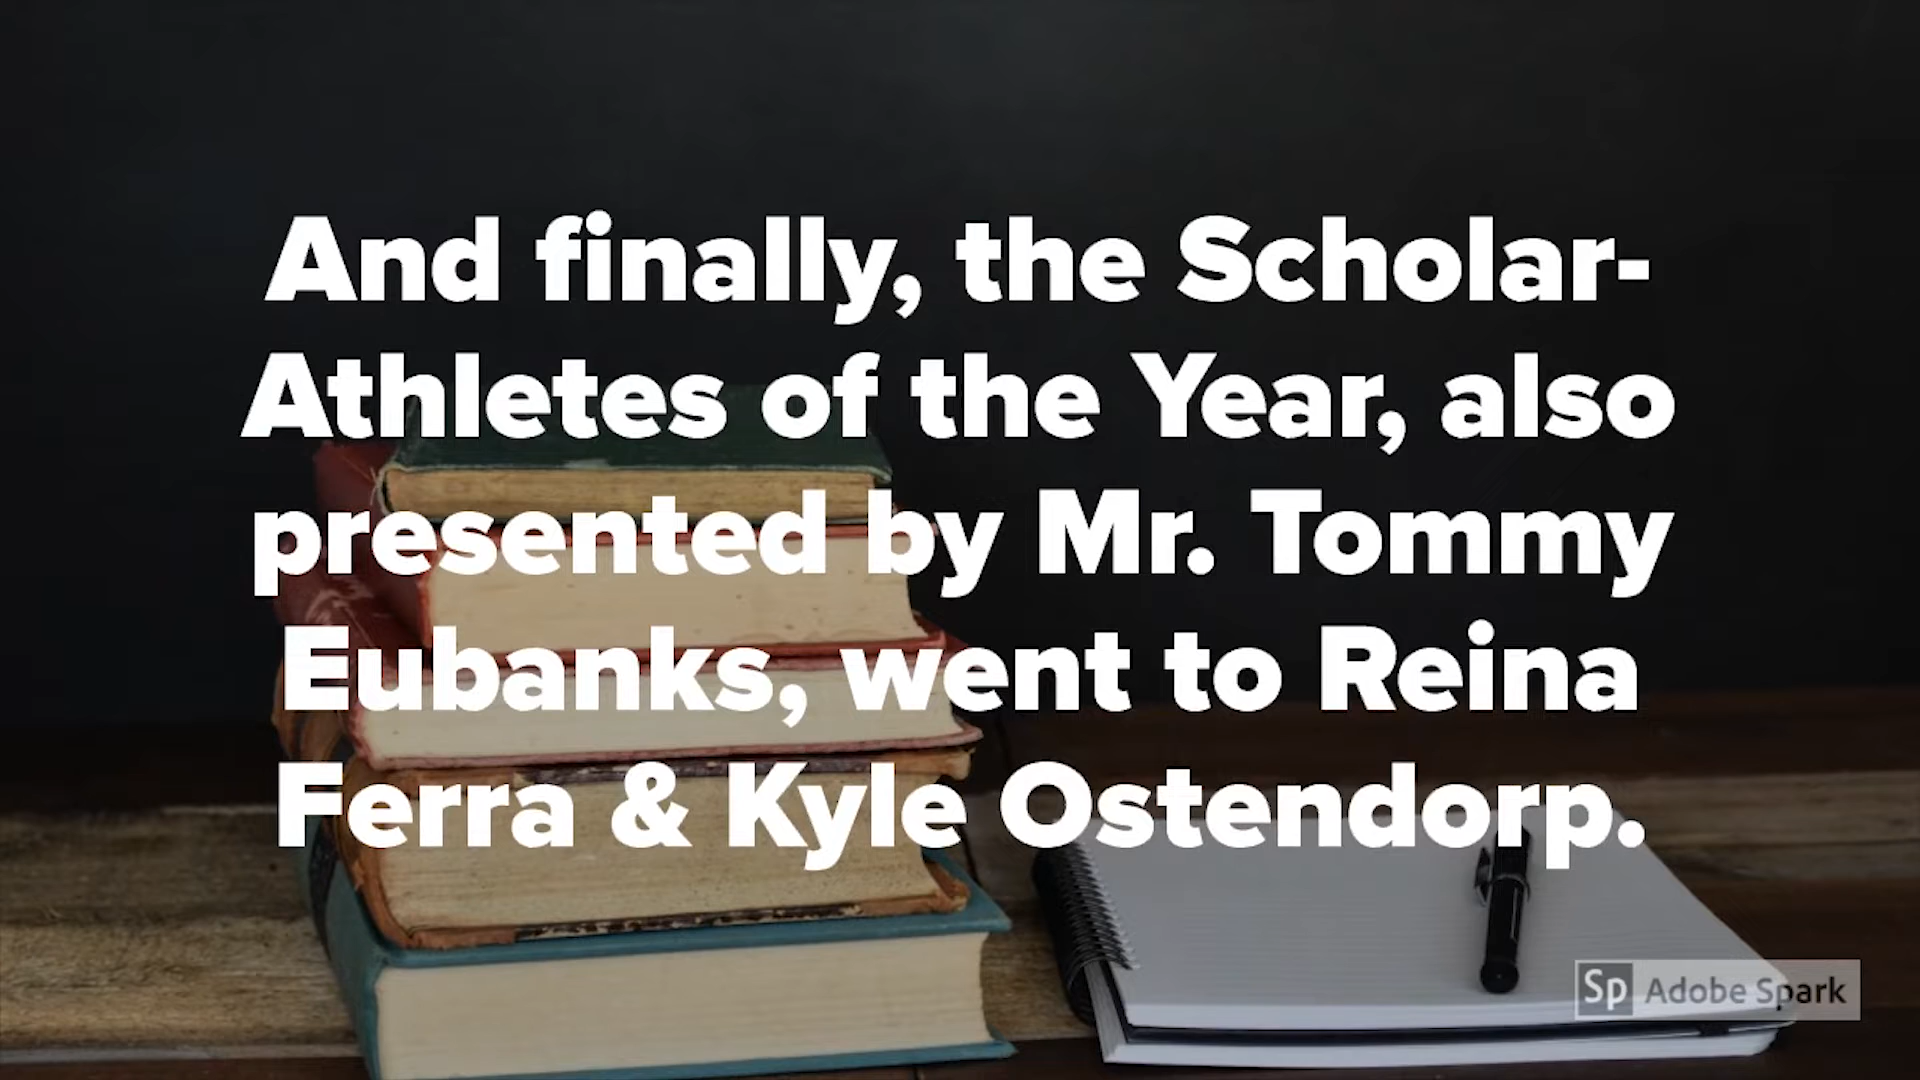 And finally, the Scholar-
Athletes of the Year, also
presented by Mr. Tommy
Eubanks, went to Reina
Ferra & Kyle Ostendorp.
Sp Adobe Spark